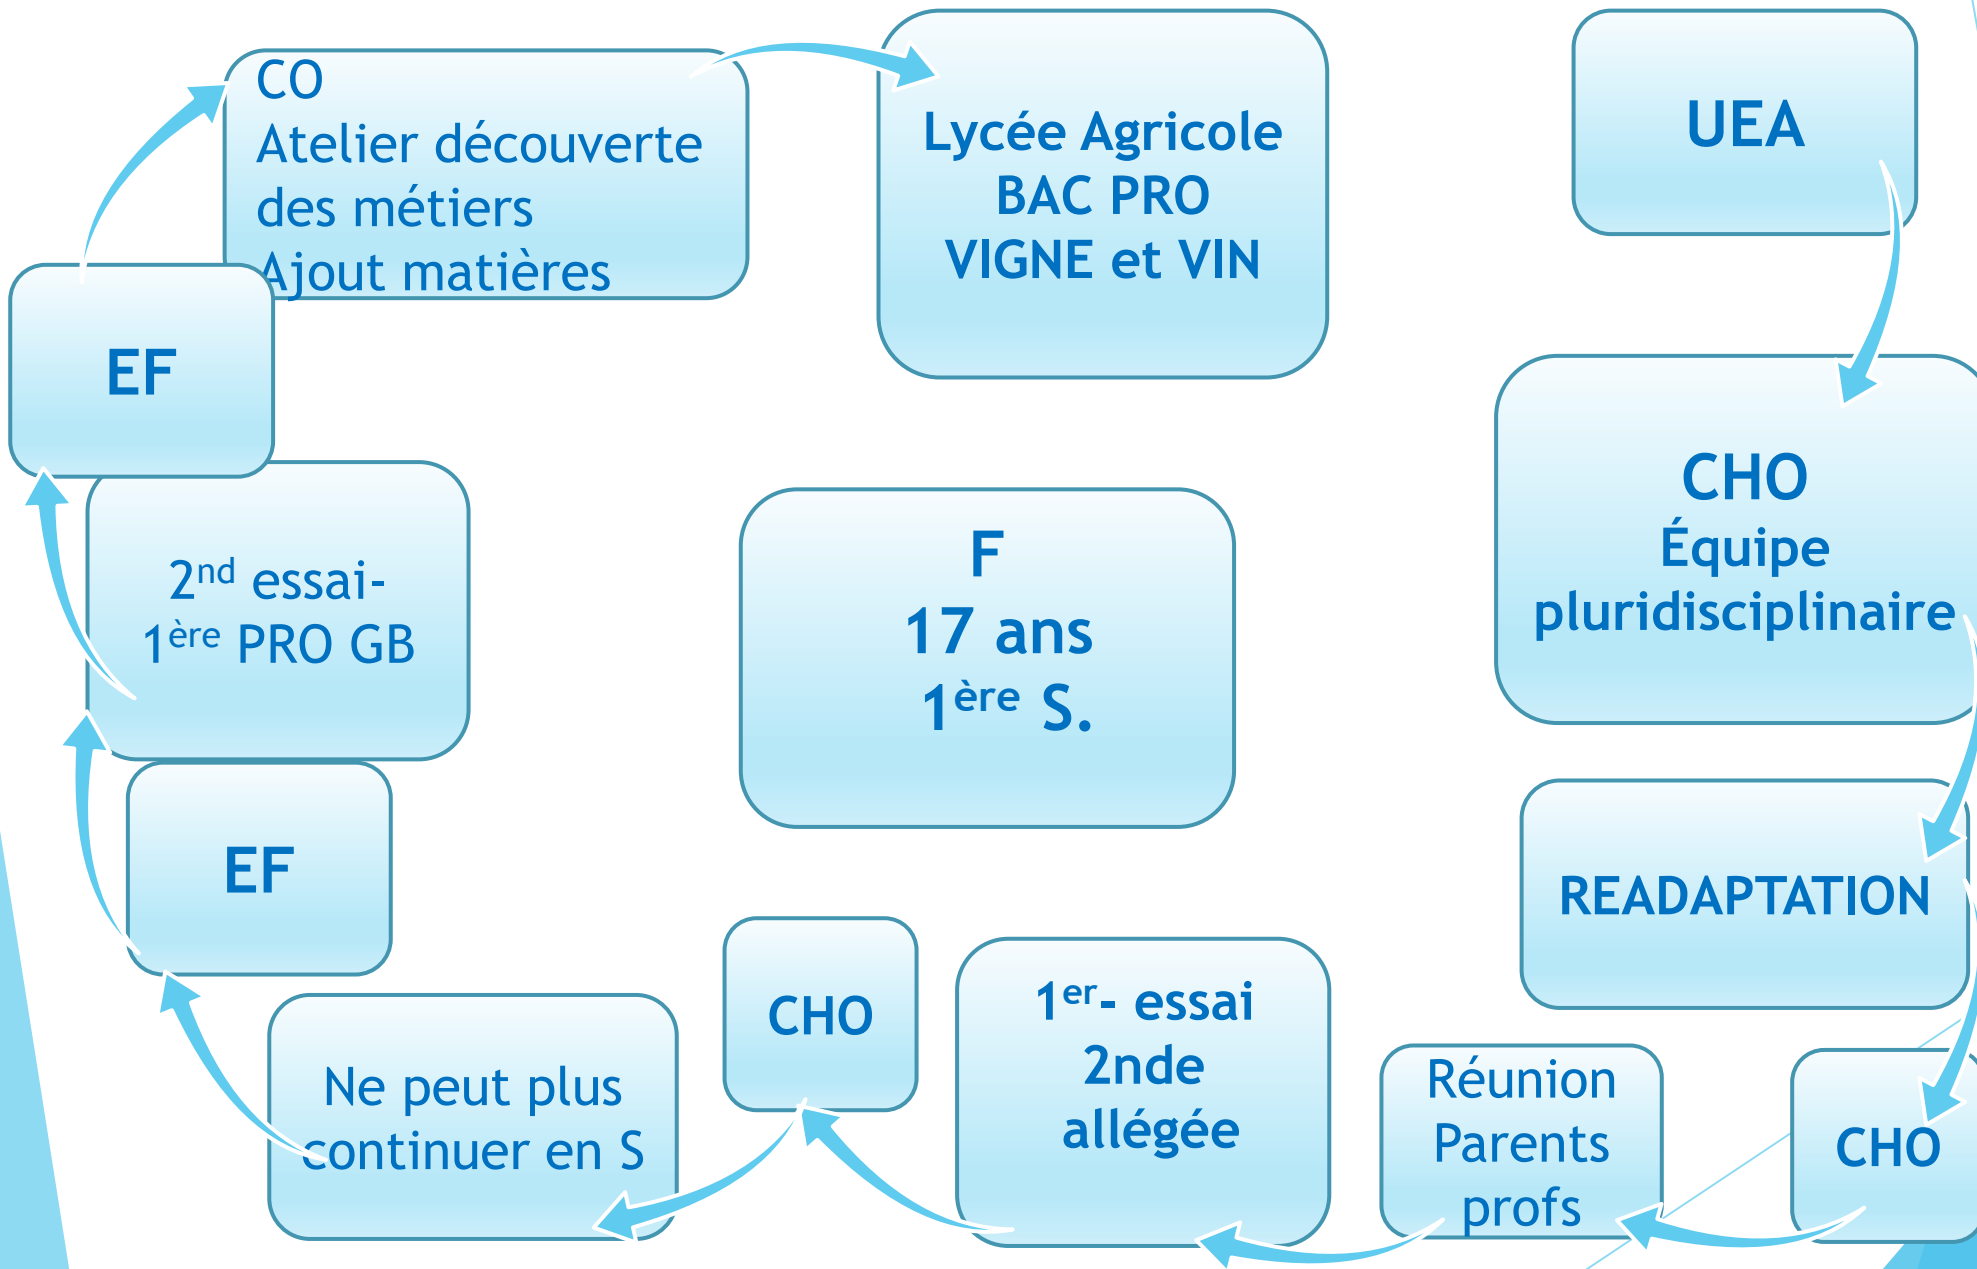 CO
Atelier découverte
des métiers
Ajout matières
Lycée Agricole
BAC PRO
VIGNE et VIN
UEA
EF
CHO
Équipe
pluridisciplinaire
2nd essai-
1ère PRO GB
F
17 ans
1ère S.
EF
READAPTATION
CHO
1er- essai
2nde
allégée
Réunion
Parents
profs
CHO
Ne peut plus
continuer en S